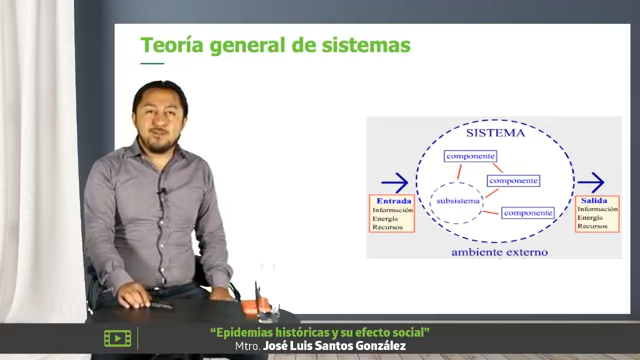 Teoría general de sistemas
SISTEMA
componente
componente
subsistema
componente
Entrada
Información
Energía
Recursos
Salida
Información
Energía
Recursos
ambiente externo
“Epidemias históricas y su efecto social”
Mtro. José Luis Santos González